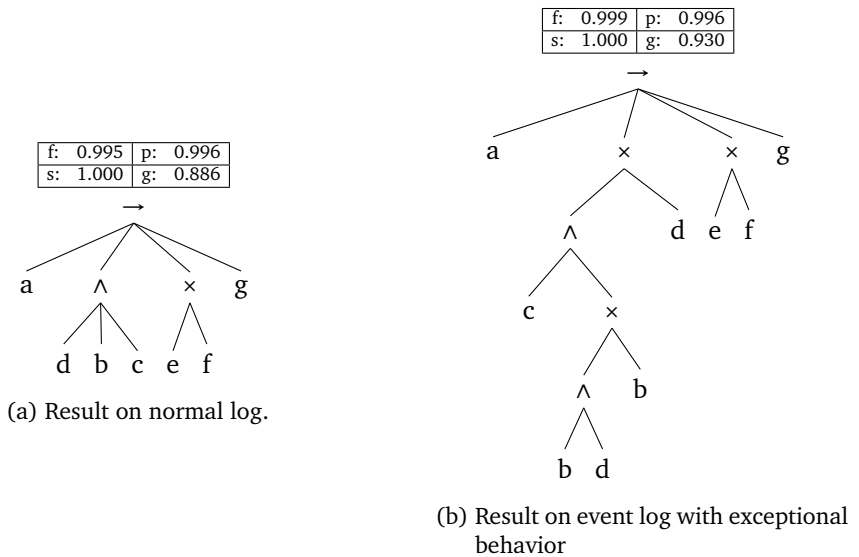 f: 0.999 p: 0.996
s: 1.000 g: 0.930
→
a × × g
∧ d e f
c ×
∧ b
b d
(b) Result on event log with exceptional
behavior
f: 0.995 p: 0.996
s: 1.000 g: 0.886
→
a ∧ × g
d b c e f
(a) Result on normal log.